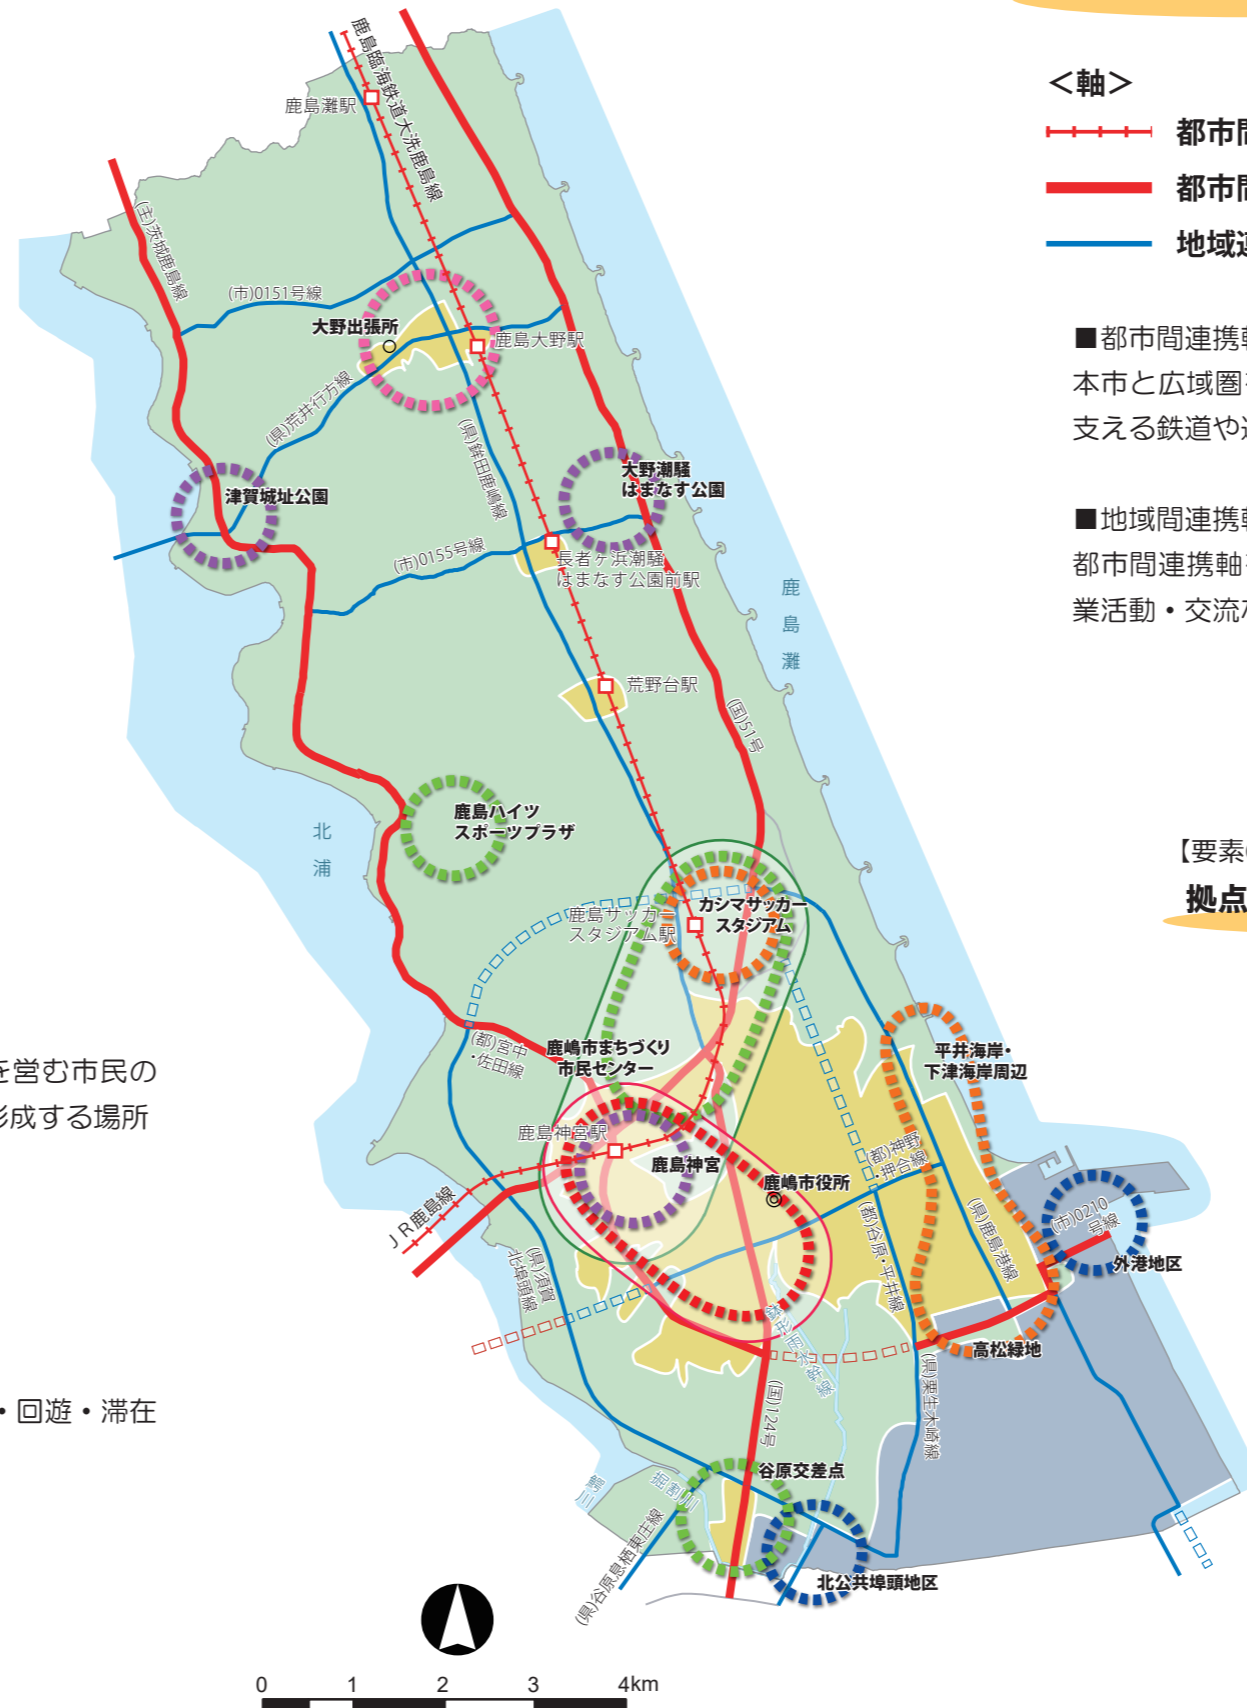 鹿島臨海鉄道大洗鹿島線
鹿島灘駅
(主)茨城鹿島線
(市)0151号線
大野出張所
鹿島大野駅
(県)荒井行方線
(県)鉾田鹿嶋線
津賀城址公園
大野潮騒
はまなす公園
(市)0155号線
長者ヶ浜潮騒
はまなす公園前駅
鹿島灘
荒野台駅
(国)51号
鹿島ハイツ
スポーツプラザ
北浦
カシマサッカー
スタジアム
鹿島サッカー
スタジアム駅
(都)宮中
・佐田線
鹿嶋市まちづくり
市民センター
平井海岸・
下津海岸周辺
鹿島神宮駅
鹿島神宮
鹿嶋市役所
(都)神野
・押合線
JR鹿島線
(県)須賀
北埠頭線
(都)谷原・平井線
(県)鹿島港線
(市)0210
号線
外港地区
高松緑地
(国)124号
(県)粟生木崎線
谷原交差点
掘割川
(県)谷原息栖東庄線
北公共埠頭地区
0 1 2 3 4km
<軸>
都市間
都市間
地域
■都市間連携
本市と広域圏
支える鉄道や
■地域間連携
都市間連携軸
業活動・交流
【要素
拠点
を営む市民の
形成する場所
・回遊・滞在